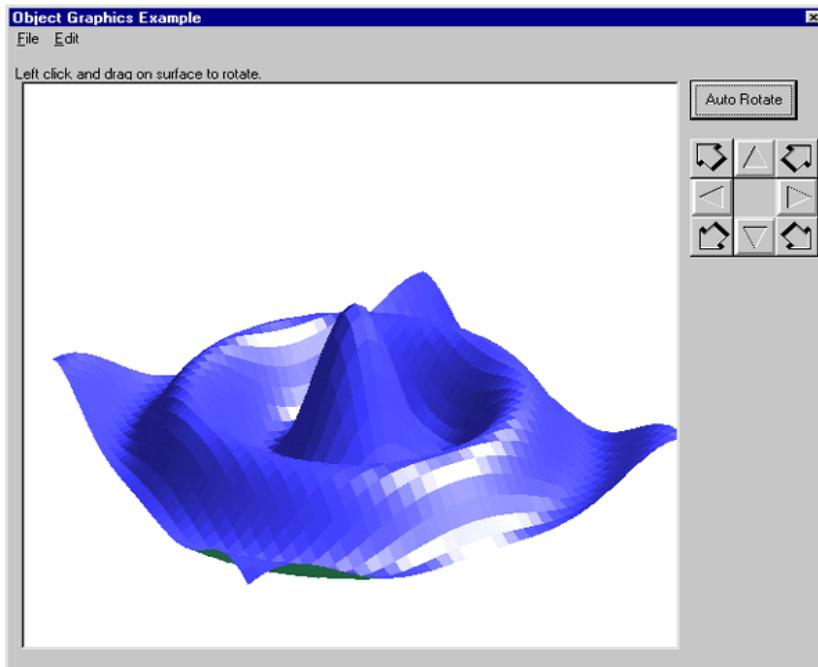 Object Graphics Example
File Edit
Left click and drag on surface to rotate.
Auto Rotate